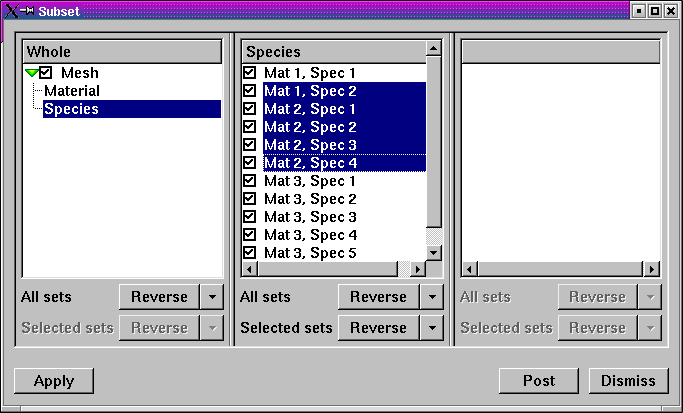 Subset
Whole
Mesh
Material
Species
All sets Reverse
Selected sets Reverse
Species
Mat 1, Spec 1
Mat 1, Spec 2
Mat 2, Spec 1
Mat 2, Spec 2
Mat 2, Spec 3
Mat 2, Spec 4
Mat 3, Spec 1
Mat 3, Spec 2
Mat 3, Spec 3
Mat 3, Spec 4
Mat 3, Spec 5
All sets Reverse
Selected sets Reverse
All sets Reverse
Selected sets Reverse
Apply Post Dismiss